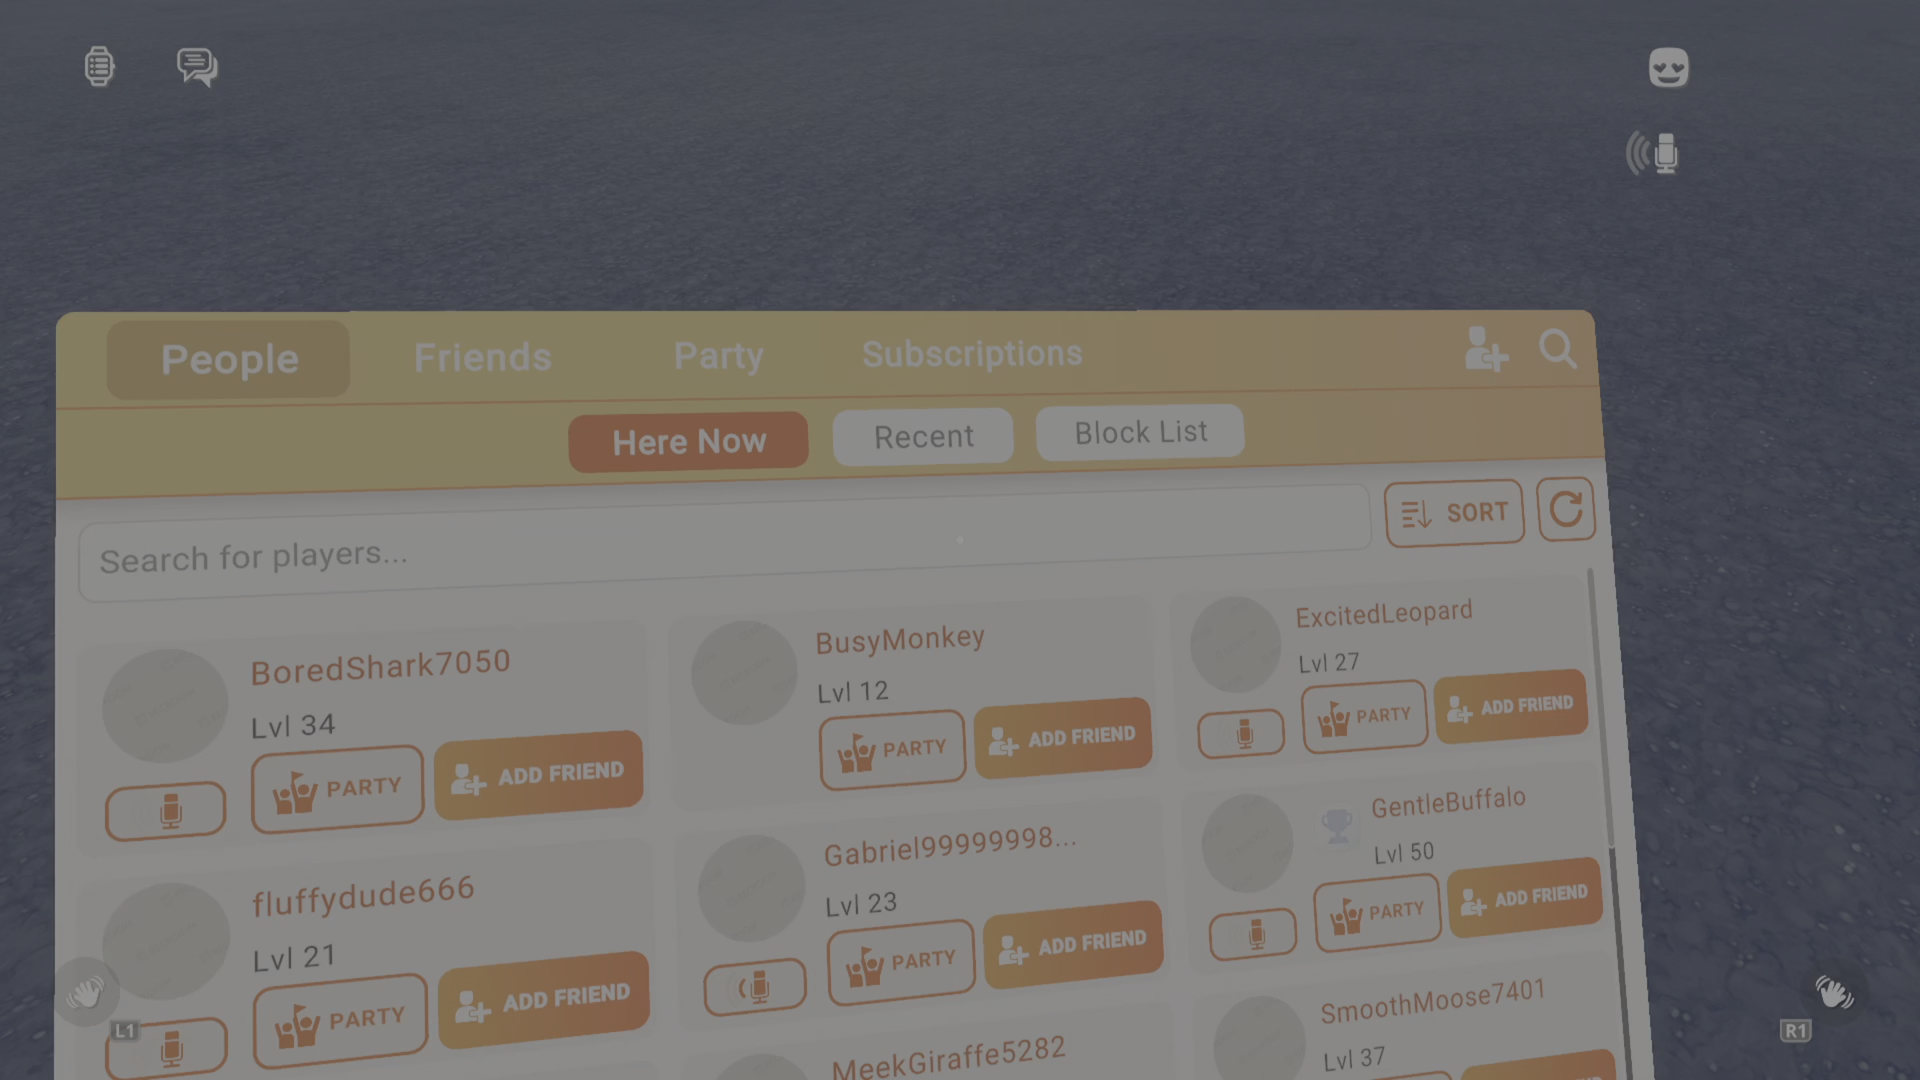 People
Friends
Party
Subscriptions
Here Now
Recent
Block List
Search for players...
SORT
BoredShark7050
Lvl 34
PARTY
ADD FRIEND
BusyMonkey
Lvl 12
PARTY
ADD FRIEND
ExcitedLeopard
Lvl 27
PARTY
ADD FRIEND
fluffydude666
Lvl 21
PARTY
ADD FRIEND
Gabriel99999998...
Lvl 23
PARTY
ADD FRIEND
GentleBuffalo
Lvl 50
PARTY
ADD FRIEND
MeekGiraffe5282
SmoothMoose7401
Lvl 37
L1
R1